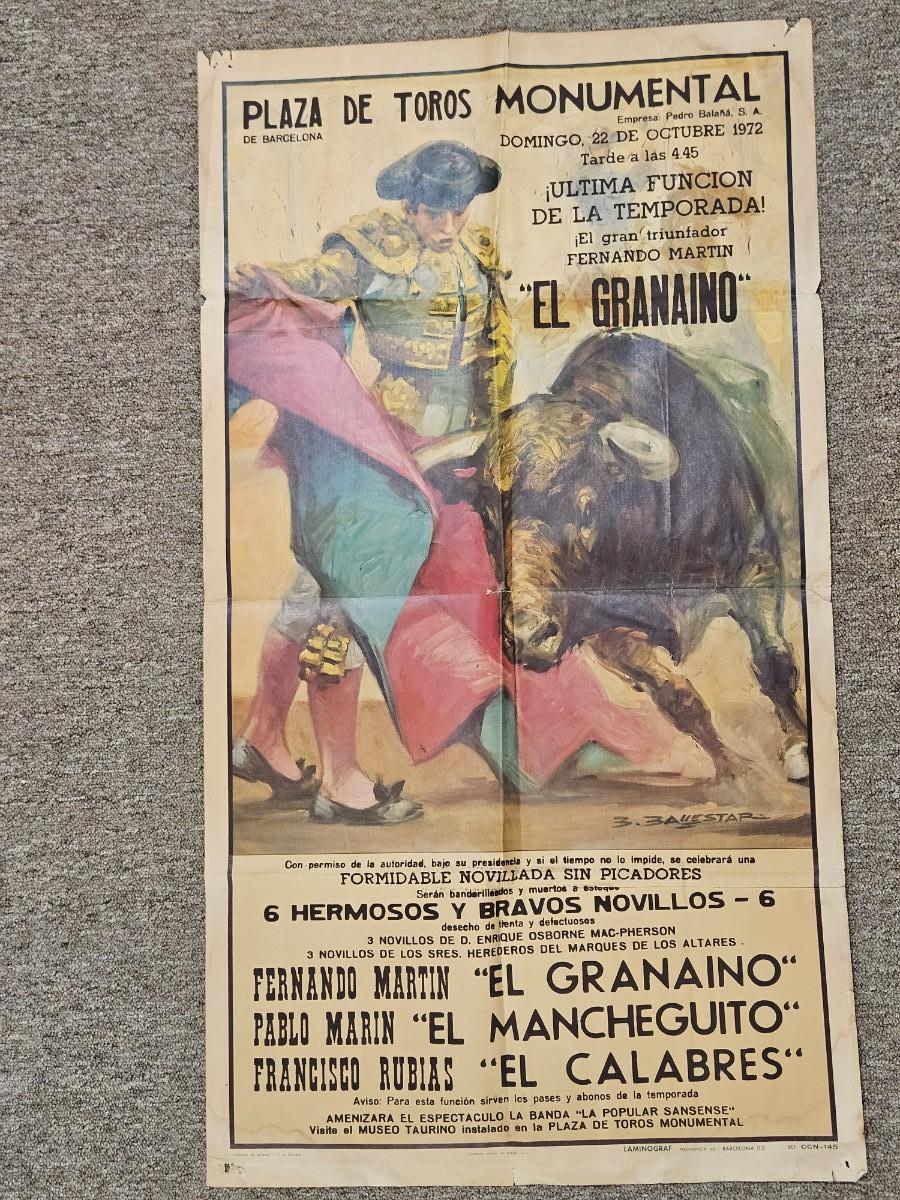 PLAZA DE TOROS MONUMENTAL
DE BARCELONA
Empresa: Pedro Balañá, S. A.
DOMINGO, 22 DE OCTUBRE 1972
Tarde a las 4.45
¡ULTIMA FUNCION
DE LA TEMPORADA!
¡El gran triunfador
FERNANDO MARTIN
"EL GRANAINO"
B. BALLESTAR
Con permiso de la autoridad, bajo su presidencia y si el tiempo no lo impide, se celebrará una
FORMIDABLE NOVILLADA SIN PICADORES
Serán banderilleados y muertos a estoque
6 HERMOSOS Y BRAVOS NOVILLOS - 6
desecho de tienta y defectuosos
3 NOVILLOS DE D. ENRIQUE OSBORNE MAC-PHERSON
3 NOVILLOS DE LOS SRES. HEREDEROS DEL MARQUES DE LOS ALTARES.
FERNANDO MARTIN "EL GRANAINO"
PABLO MARIN "EL MANCHEGUITO"
FRANCISCO RUBIAS "EL CALABRES"
Aviso: Para esta función sirven los pases y abonos de la temporada
AMENIZARA EL ESPECTACULO LA BANDA "LA POPULAR SANSENSE"
Visite el MUSEO TAURINO instalado en la PLAZA DE TOROS MONUMENTAL
LAMINOGRAF - BARCELONA (12) REF. CCN-145